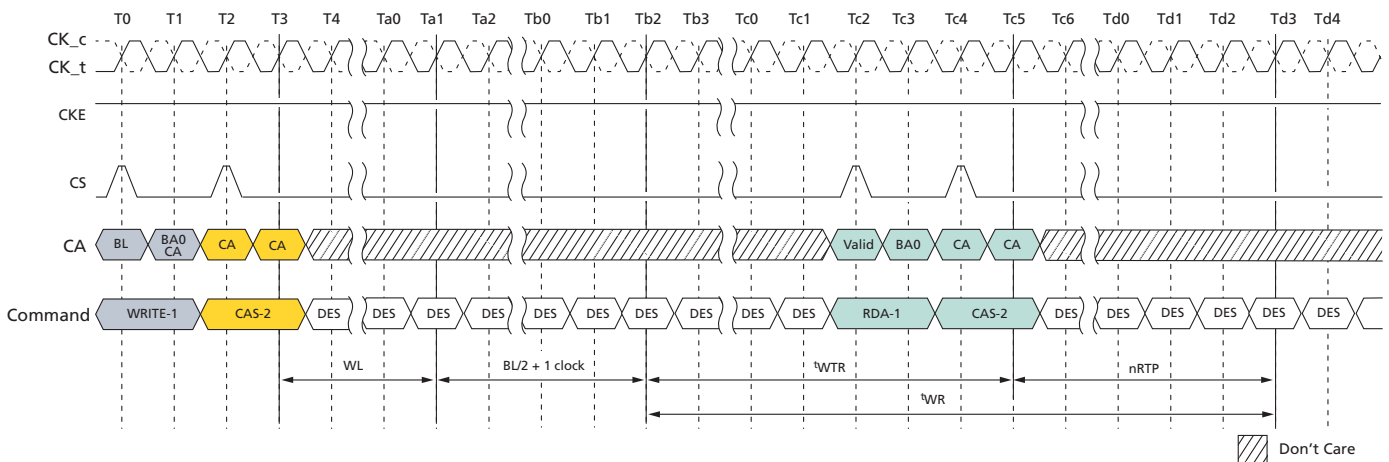 T0 T1 T2 T3 T4 Ta0 Ta1 Ta2 Tb0 Tb1 Tb2 Tb3 Tc0 Tc1 Tc2 Tc3 Tc4 Tc5 Tc6 Td0 Td1 Td2 Td3 Td4
CK_c
CK_t
CKE
CS
CA BL BA0 CA CA CA Valid BA0 CA CA
Command WRITE-1 CAS-2 DES DES DES DES DES DES DES DES DES DES RDA-1 CAS-2 DES DES DES DES DES DES
WL BL/2 + 1 clock tWTR nRTP
tWR
Don't Care